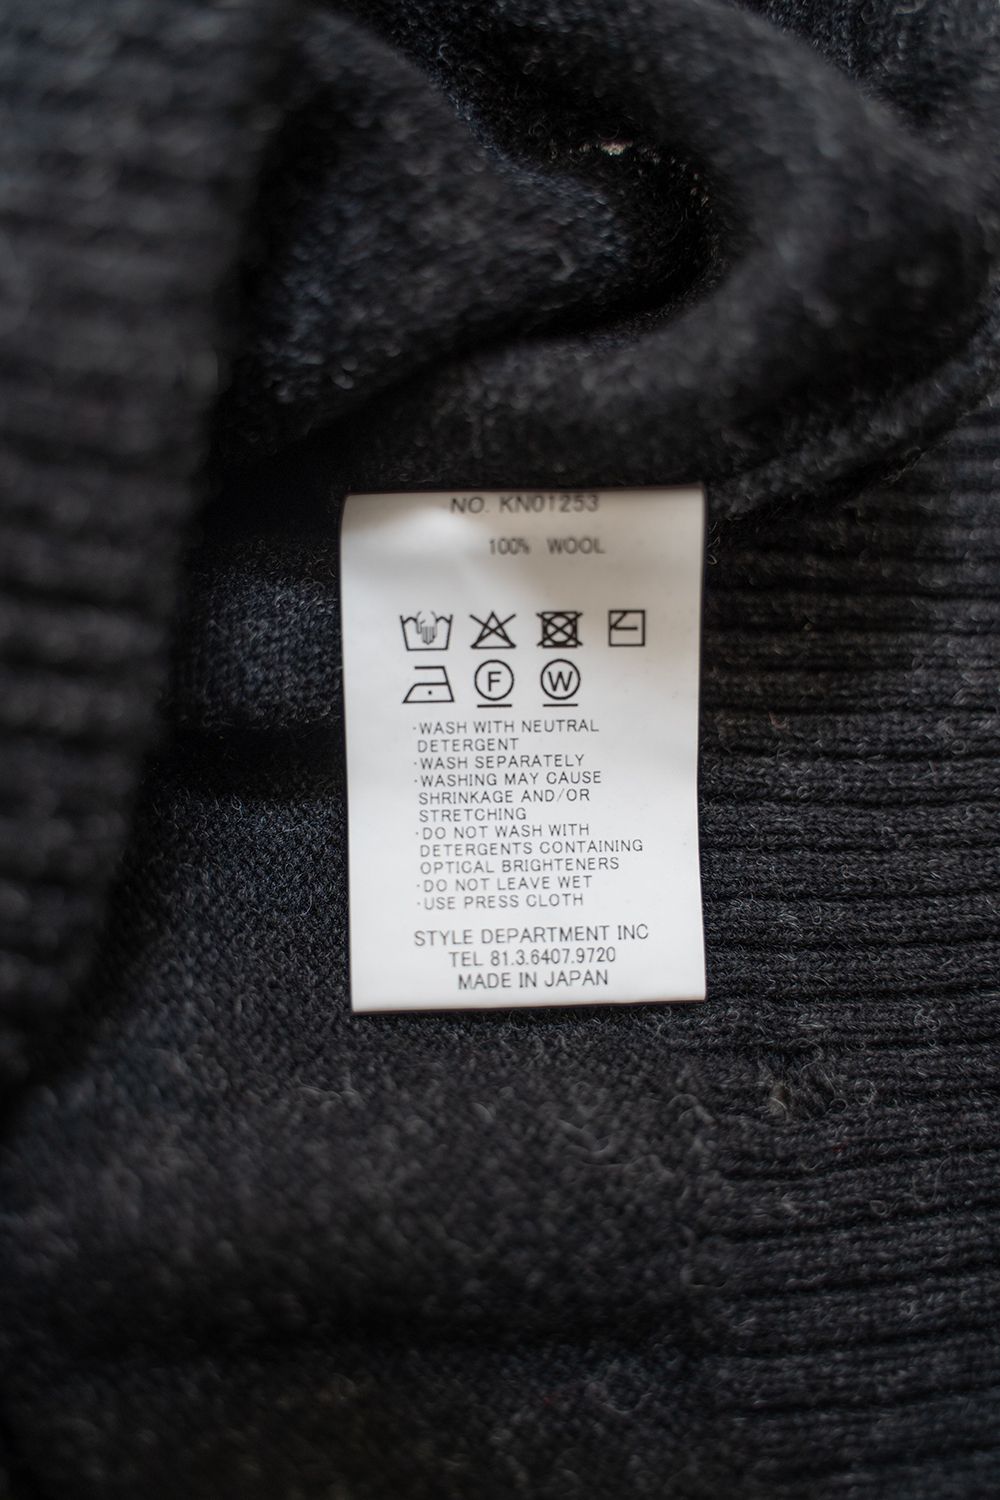 NO. KN01253
100% WOOL
F W
·WASH WITH NEUTRAL
DETERGENT
·WASH SEPARATELY
·WASHING MAY CAUSE
SHRINKAGE AND/OR
STRETCHING
·DO NOT WASH WITH
DETERGENTS CONTAINING
OPTICAL BRIGHTENERS
·DO NOT LEAVE WET
·USE PRESS CLOTH
STYLE DEPARTMENT INC
TEL 81.3.6407.9720
MADE IN JAPAN